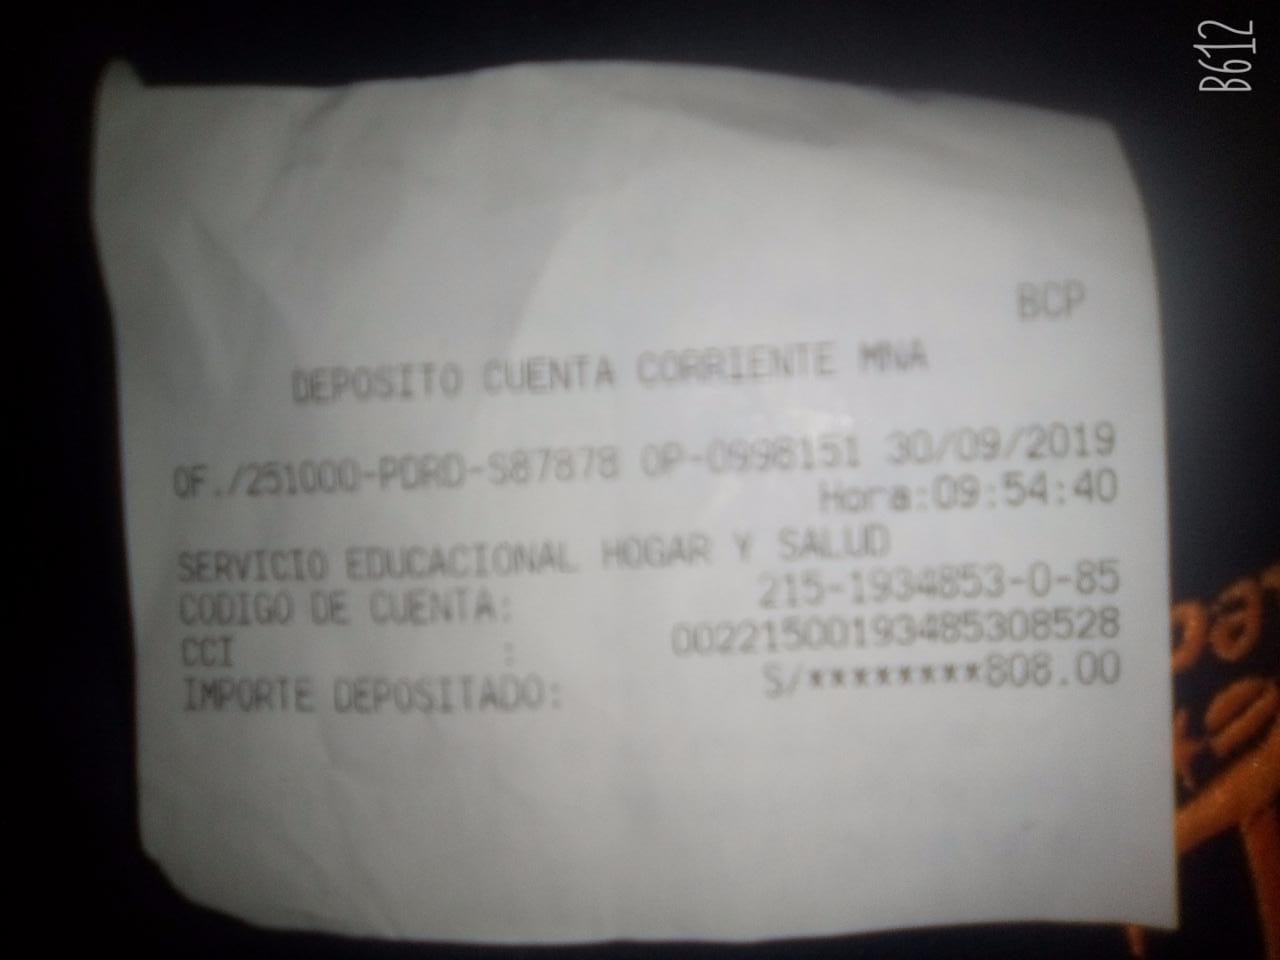 B612
BCP
DEPOSITO CUENTA CORRIENTE MNA
OF./251000-PDRD-S87878 OP-0998151 30/09/2019
Hora:09:54:40
SERVICIO EDUCACIONAL HOGAR Y SALUD
CODIGO DE CUENTA: 215-1934853-0-85
CCI : 00221500193485308528
IMPORTE DEPOSITADO: S/********808.00